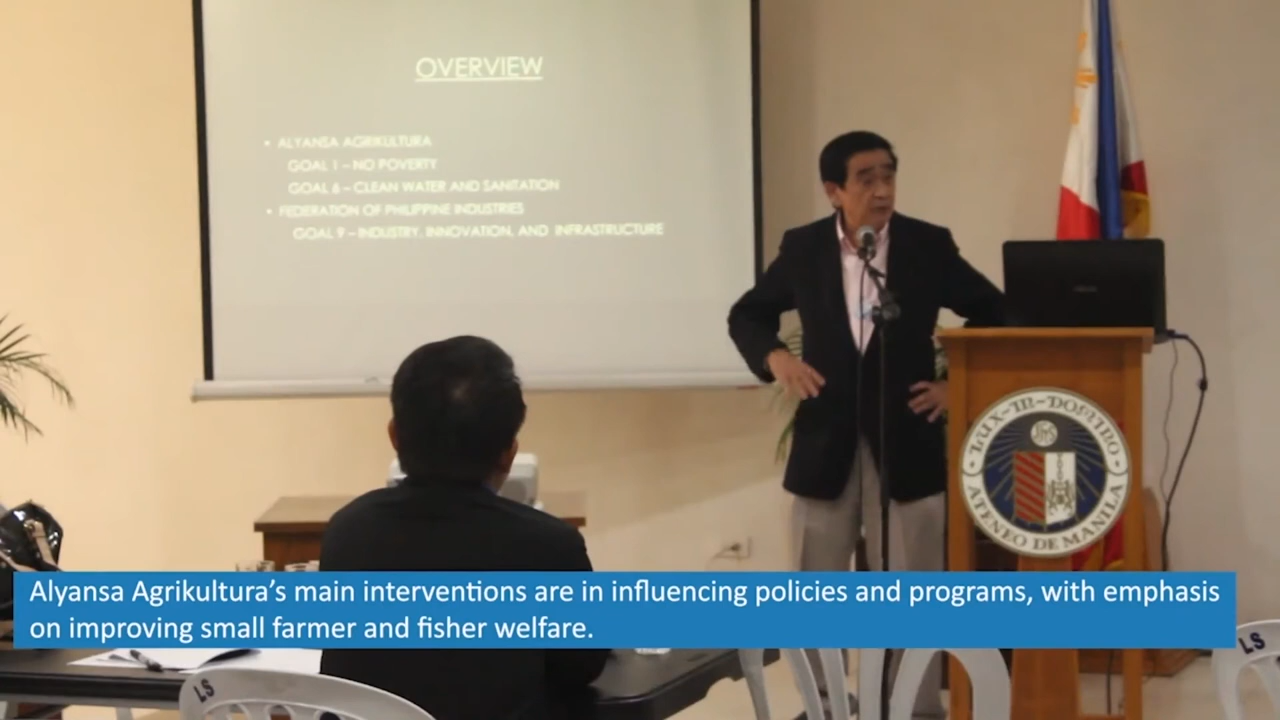 OVERVIEW
• ALYANSA AGRIKULTURA
GOAL 1 – NO POVERTY
GOAL 6 – CLEAN WATER AND SANITATION
• FEDERATION OF PHILIPPINE INDUSTRIES
GOAL 9 – INDUSTRY, INNOVATION, AND INFRASTRUCTURE
LUX-IN-DOMINO
ATENEO DE MANILA
Alyansa Agrikultura’s main interventions are in influencing policies and programs, with emphasis
on improving small farmer and fisher welfare.
LS
LS